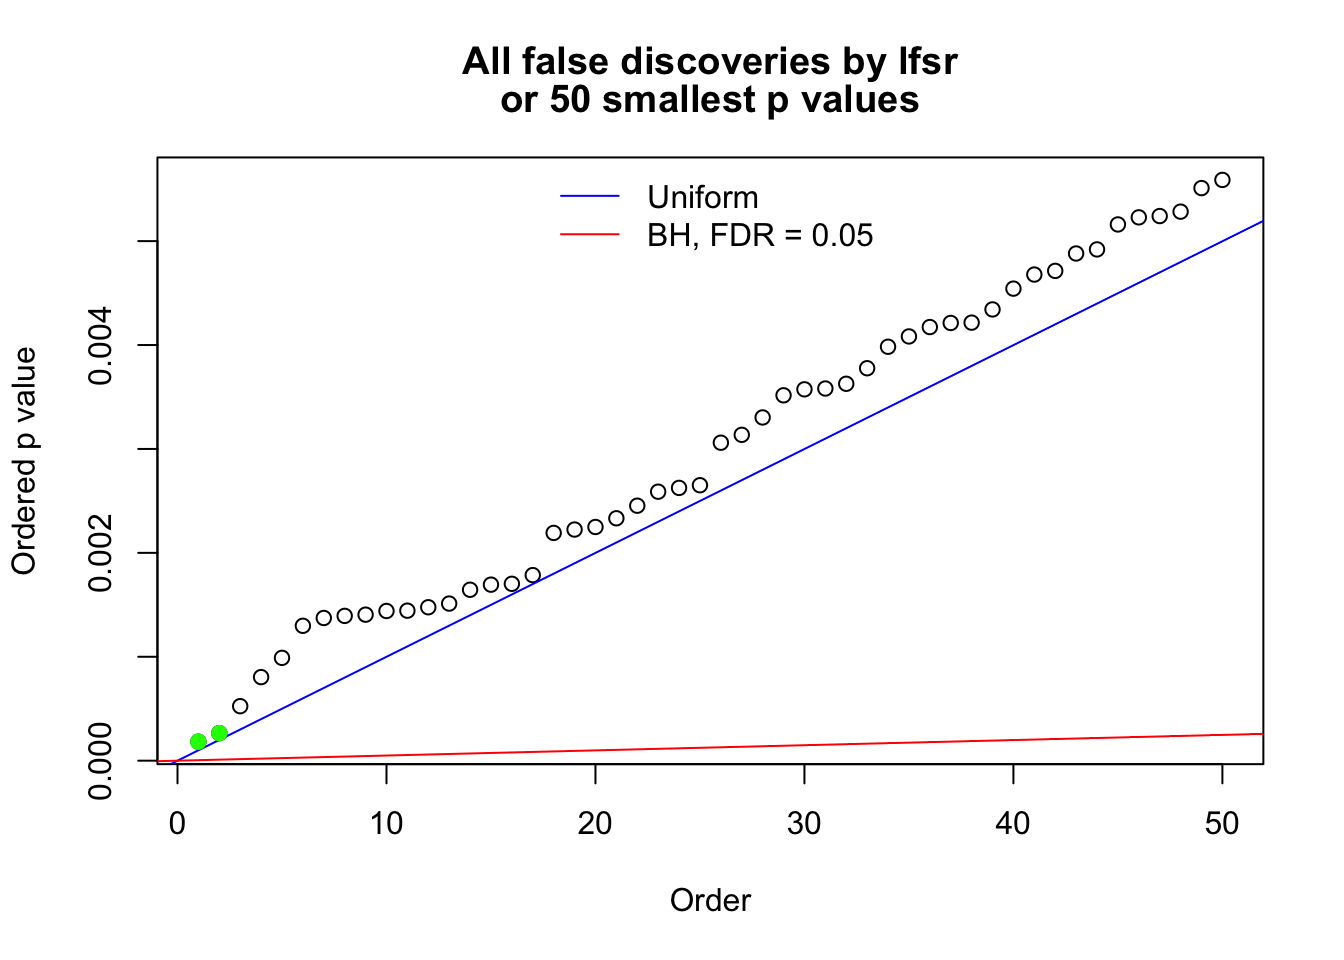 All false discoveries by lfsr
or 50 smallest p values
Uniform
BH, FDR = 0.05
Ordered p value
0.004
0.002
0.000
0 10 20 30 40 50
Order